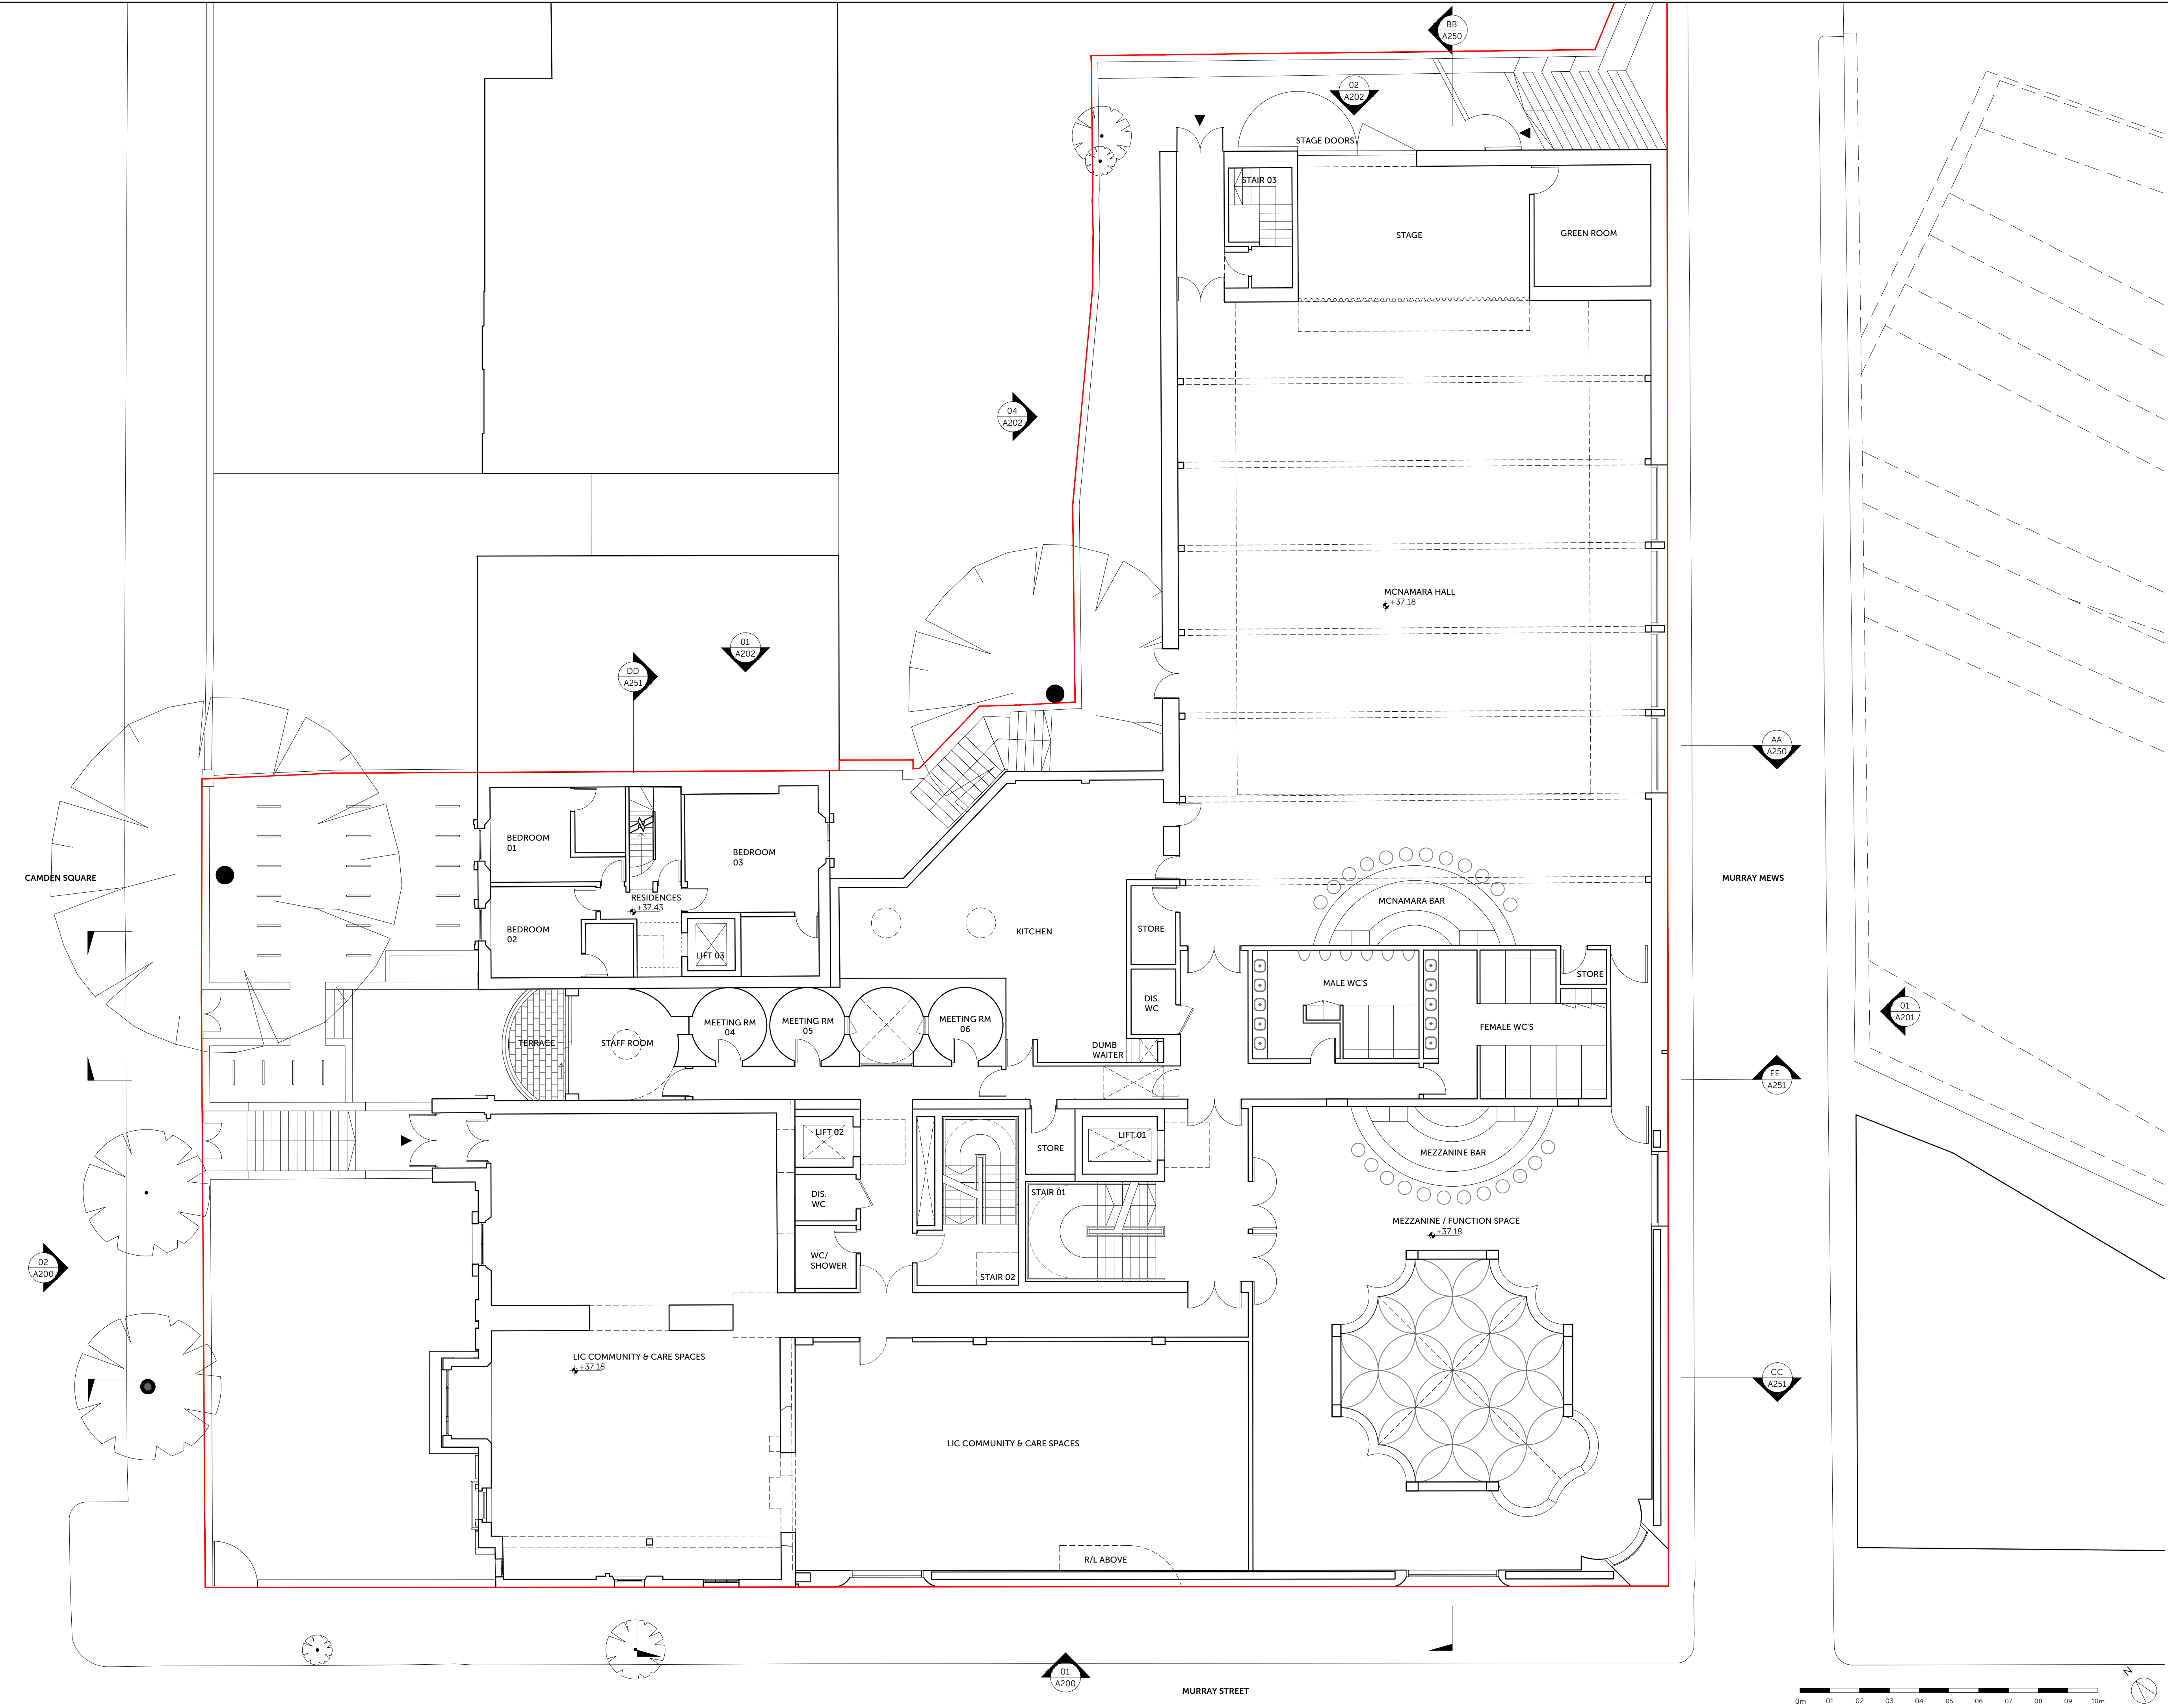 BB
A250
02
A202
STAGE DOORS
STAIR 03
STAGE
GREEN ROOM
04
A202
MCNAMARA HALL
+37.18
01
A202
DD
A251
AA
A250
BEDROOM
01
BEDROOM
03
CAMDEN SQUARE
MURRAY MEWS
RESIDENCES
+37.43
MCNAMARA BAR
BEDROOM
02
KITCHEN
STORE
LIFT 03
STORE
MALE WC'S
DIS.
WC
01
A201
MEETING RM
04
MEETING RM
05
MEETING RM
06
FEMALE WC'S
TERRACE
STAFF ROOM
DUMB
WAITER
EE
A251
LIFT 02
LIFT 01
STORE
MEZZANINE BAR
DIS.
WC
STAIR 01
MEZZANINE / FUNCTION SPACE
+37.18
WC/
SHOWER
02
A200
STAIR 02
LIC COMMUNITY & CARE SPACES
+37.18
CC
A251
LIC COMMUNITY & CARE SPACES
R/L ABOVE
01
A200
MURRAY STREET
N
0m 01 02 03 04 05 06 07 08 09 10m